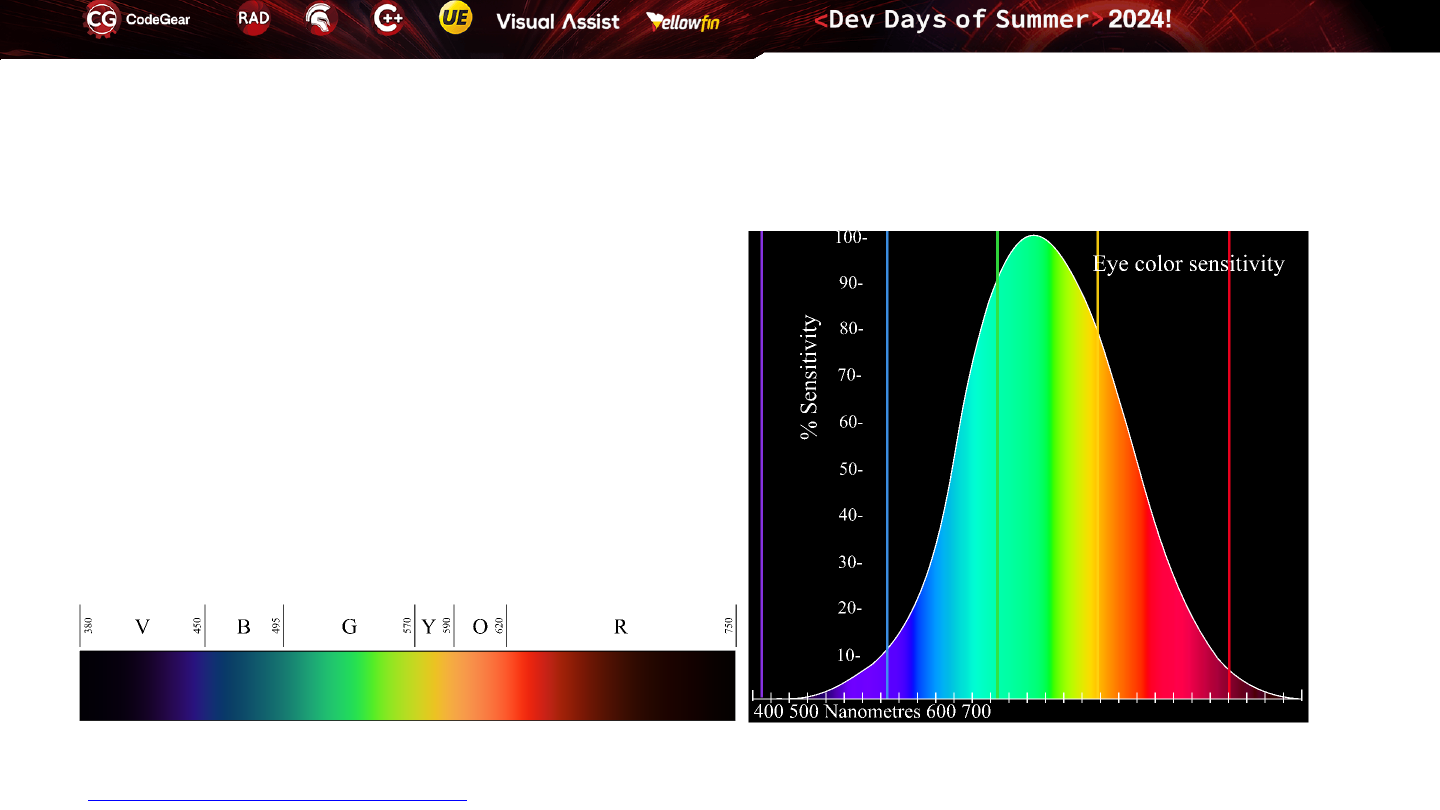 CG CodeGear RAD C++ UE Visual Assist Yellowfin <Dev Days of Summer> 2024!
100-
Eye color sensitivity
90-
80-
70-
60-
50-
40-
30-
20-
10-
% Sensitivity
400 500 Nanometres 600 700
380 V 450 B 495 G 570 Y 590 O 620 R 750